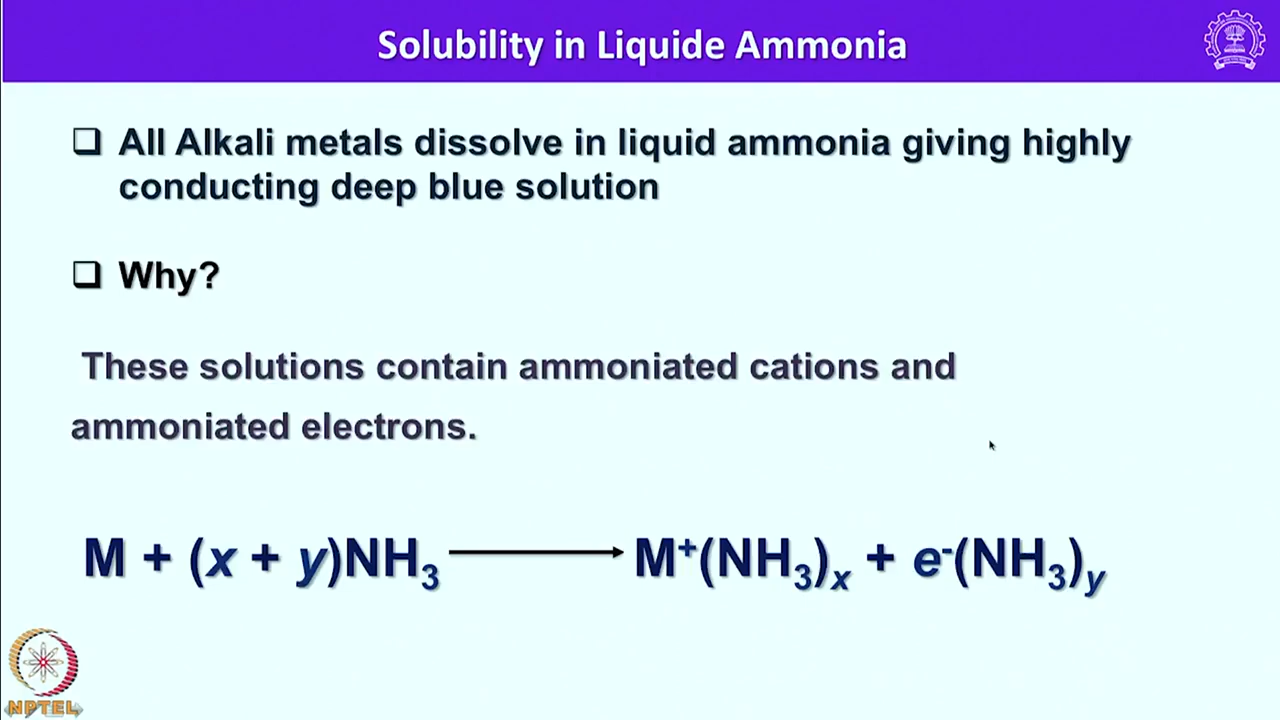 Solubility in Liquide Ammonia
❑ All Alkali metals dissolve in liquid ammonia giving highly
conducting deep blue solution
❑ Why?
These solutions contain ammoniated cations and
ammoniated electrons.
M + (x + y)NH₃ ⟶ M⁺(NH₃)ₓ + e⁻(NH₃)y
NPTEL